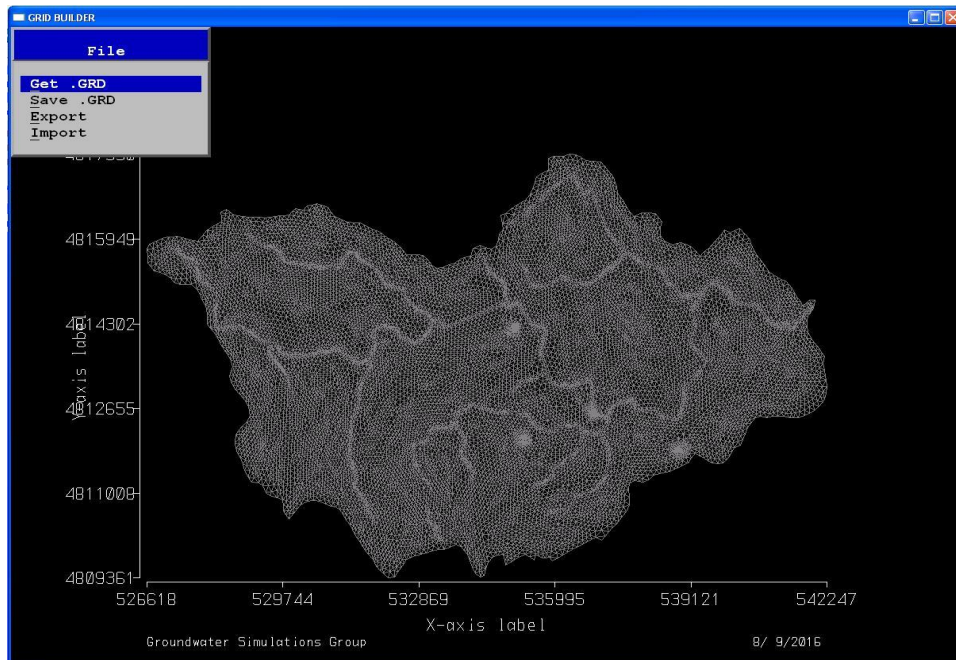 GRID BUILDER
File
Get .GRD
Save .GRD
Export
Import
4815949
4814302
Y-axis label
4812655
4811008
4809361
526618 529744 532869 535995 539121 542247
X-axis label
Groundwater Simulations Group 8/ 9/2016